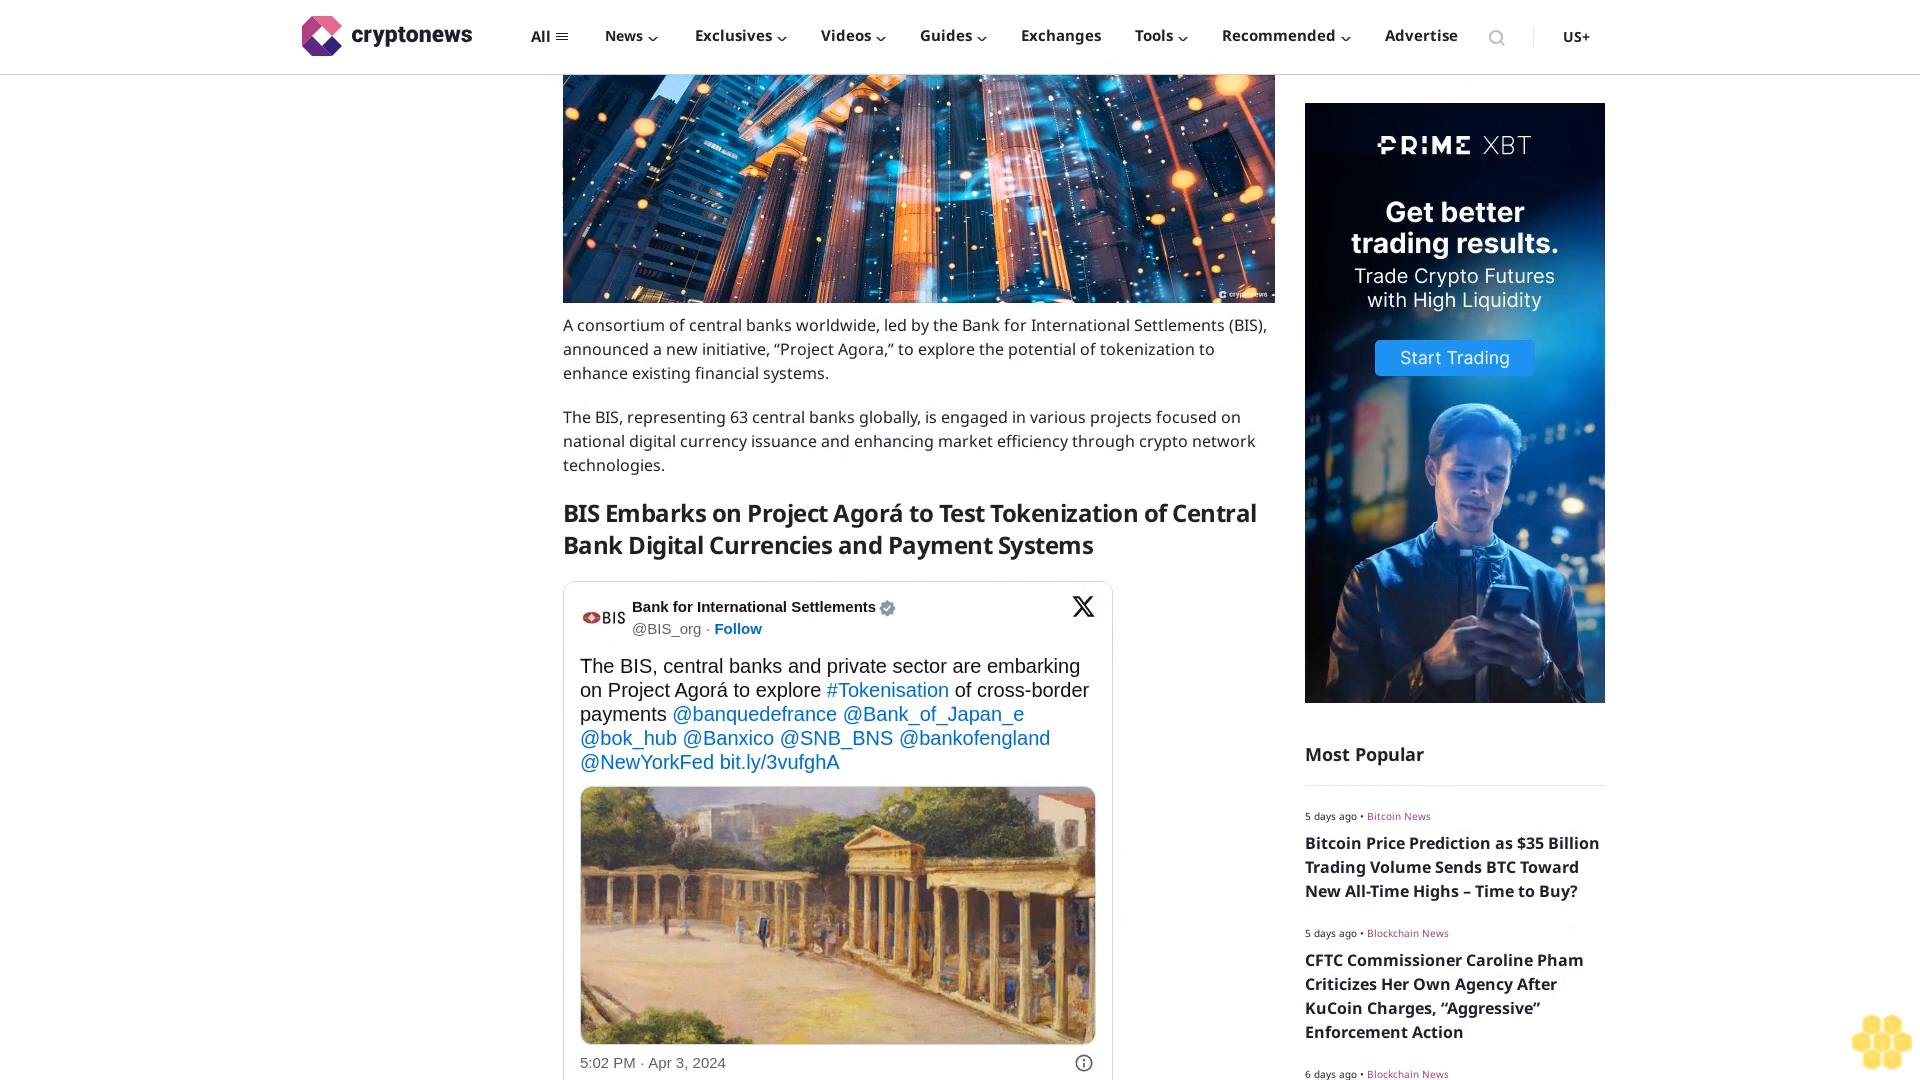 cryptonews
All
News
Exclusives
Videos
Guides
Exchanges
Tools
Recommended
Advertise
US+
cryptonews
A consortium of central banks worldwide, led by the Bank for International Settlements (BIS),
announced a new initiative, “Project Agora,” to explore the potential of tokenization to
enhance existing financial systems.
The BIS, representing 63 central banks globally, is engaged in various projects focused on
national digital currency issuance and enhancing market efficiency through crypto network
technologies.
BIS Embarks on Project Agorá to Test Tokenization of Central
Bank Digital Currencies and Payment Systems
BIS
Bank for International Settlements
@BIS_org · Follow
The BIS, central banks and private sector are embarking
on Project Agorá to explore #Tokenisation of cross-border
payments @banquedefrance @Bank_of_Japan_e
@bok_hub @Banxico @SNB_BNS @bankofengland
@NewYorkFed bit.ly/3vufghA
5:02 PM · Apr 3, 2024
PRIME XBT
Get better
trading results.
Trade Crypto Futures
with High Liquidity
Start Trading
Most Popular
5 days ago • Bitcoin News
Bitcoin Price Prediction as $35 Billion
Trading Volume Sends BTC Toward
New All-Time Highs – Time to Buy?
5 days ago • Blockchain News
CFTC Commissioner Caroline Pham
Criticizes Her Own Agency After
KuCoin Charges, “Aggressive”
Enforcement Action
6 days ago • Blockchain News